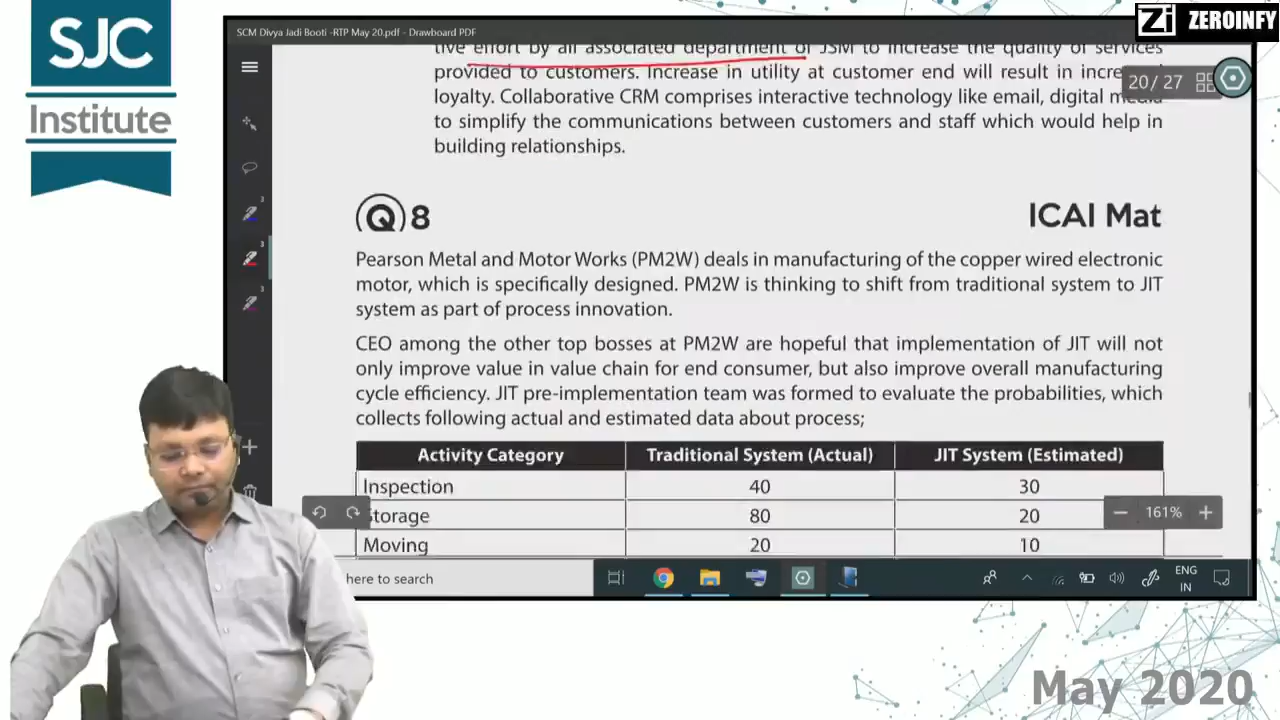 SJC
Institute
ZEROINFY
SCM Divya Jadi Booti -RTP May 20.pdf - Drawboard PDF
tive effort by all associated department of JSM to increase the quality of services
provided to customers. Increase in utility at customer end will result in
loyalty. Collaborative CRM comprises interactive technology like email, digital media
to simplify the communications between customers and staff which would help in
building relationships.
20/ 27
Q 8
ICAI Mat
Pearson Metal and Motor Works (PM2W) deals in manufacturing of the copper wired electronic
motor, which is specifically designed. PM2W is thinking to shift from traditional system to JIT
system as part of process innovation.
CEO among the other top bosses at PM2W are hopeful that implementation of JIT will not
only improve value in value chain for end consumer, but also improve overall manufacturing
cycle efficiency. JIT pre-implementation team was formed to evaluate the probabilities, which
collects following actual and estimated data about process;
Activity Category Traditional System (Actual) JIT System (Estimated)
Inspection 40 30
Storage 80 20
Moving 20 10
161%
here to search
ENG
IN
May 2020